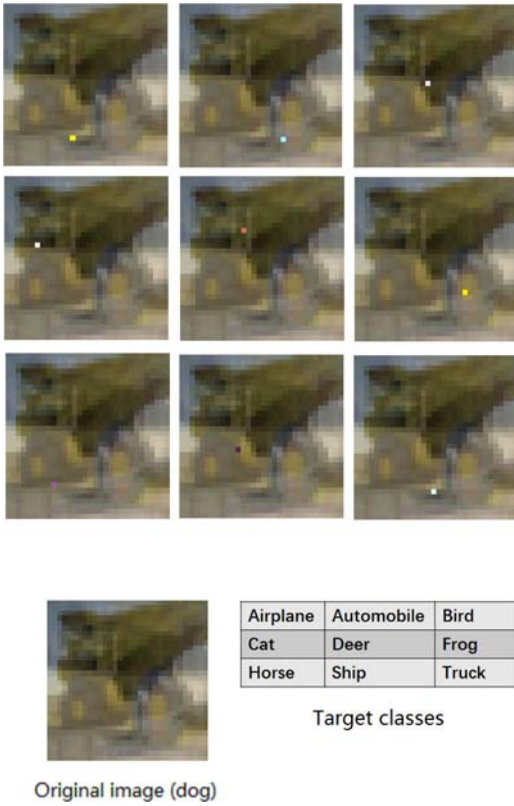 Airplane Automobile Bird
Cat Deer Frog
Horse Ship Truck
Target classes
Original image (dog)